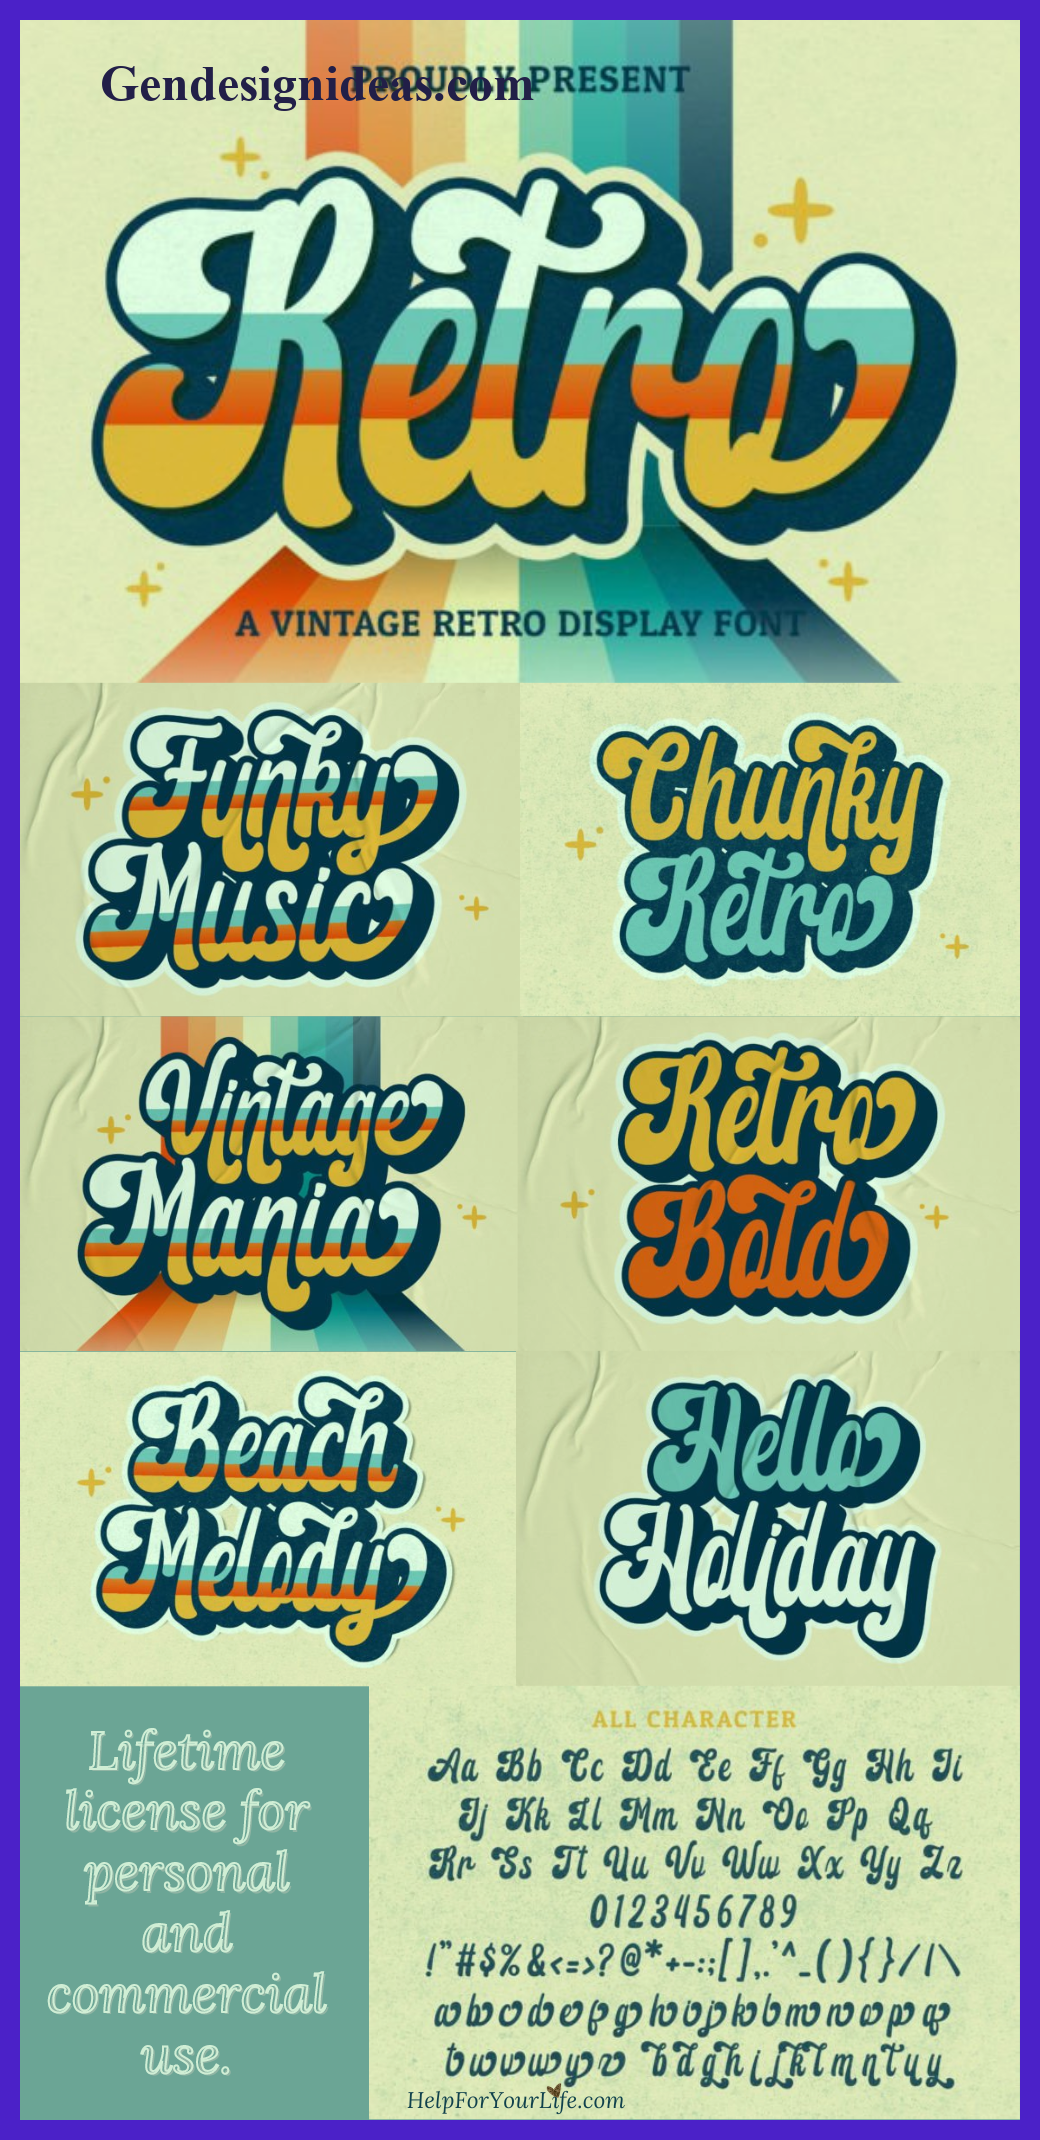 Gendesignideas.com
PROUDLY PRESENT
Retro
A VINTAGE RETRO DISPLAY FONT
Funky
Music
Chunky
Retro
Vintage
Mania
Retro
Bold
Beach
Melody
Hello
Holiday
Lifetime
license for
personal
and
commercial
use.
ALL CHARACTER
Aa Bb Cc Dd Ee Ff Gg Hh Ii
Jj Kk Ll Mm Nn Oo Pp Qq
Rr Ss Tt Uu Vv Ww Xx Yy Zz
0123456789
!"#$%&<=>?@*+-:;[],.'^_(){}/|\
HelpForYourLife.com